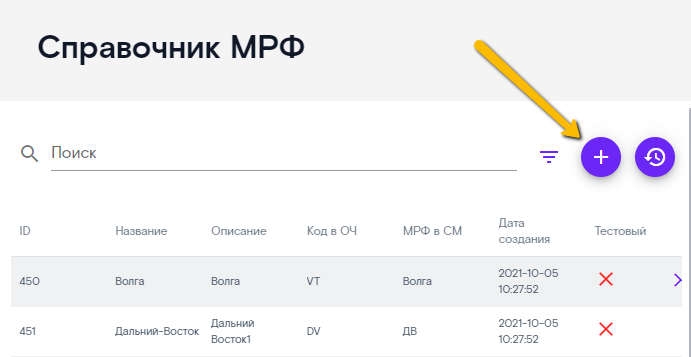 Справочник МРФ
Поиск
ID Название Описание Код в ОЧ МРФ в СМ Дата создания Тестовый
450 Волга Волга VT Волга 2021-10-05 10:27:52
451 Дальний-Восток Дальний Восток1 DV ДВ 2021-10-05 10:27:52